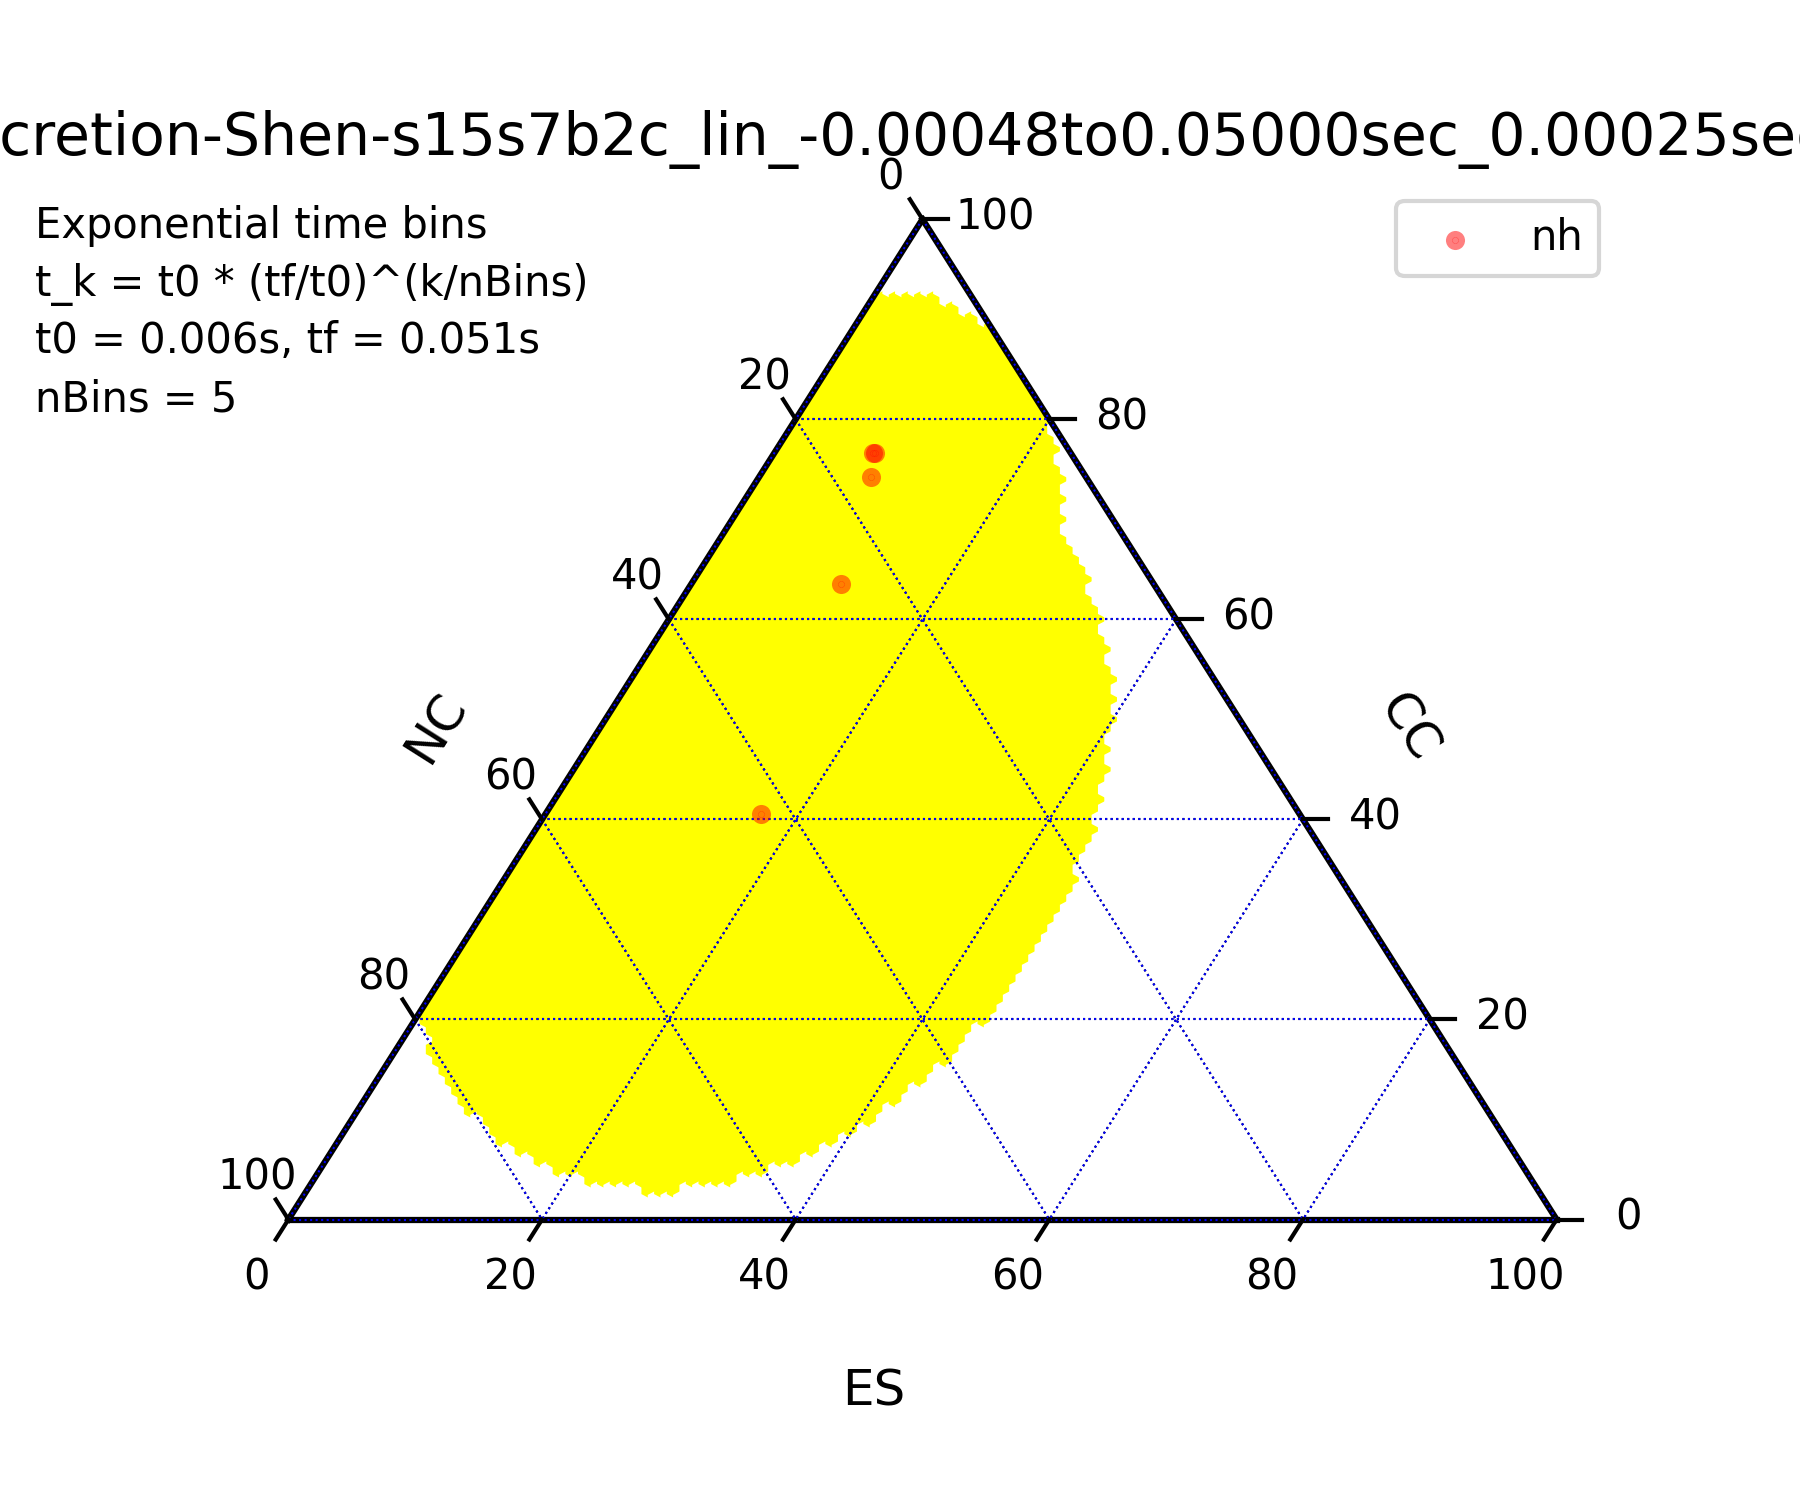 cretion-Shen-s15s7b2c_lin_-0.00048to0.05000sec_0.00025sec
Exponential time bins
t_k = t0 * (tf/t0)^(k/nBins)
t0 = 0.006s, tf = 0.051s
nBins = 5
nh
0
100
20
80
40
60
NC
CC
60
40
80
20
100
0
0
20
40
60
80
100
ES